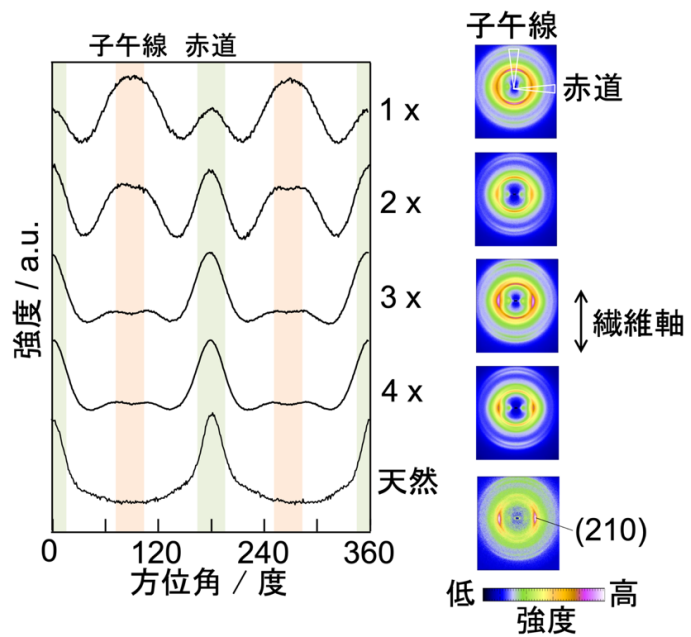 子午線 赤道
1 x
2 x
3 x
4 x
天然
強度 / a.u.
0 120 240 360
方位角 / 度
子午線
赤道
繊維軸
(210)
低 高
強度